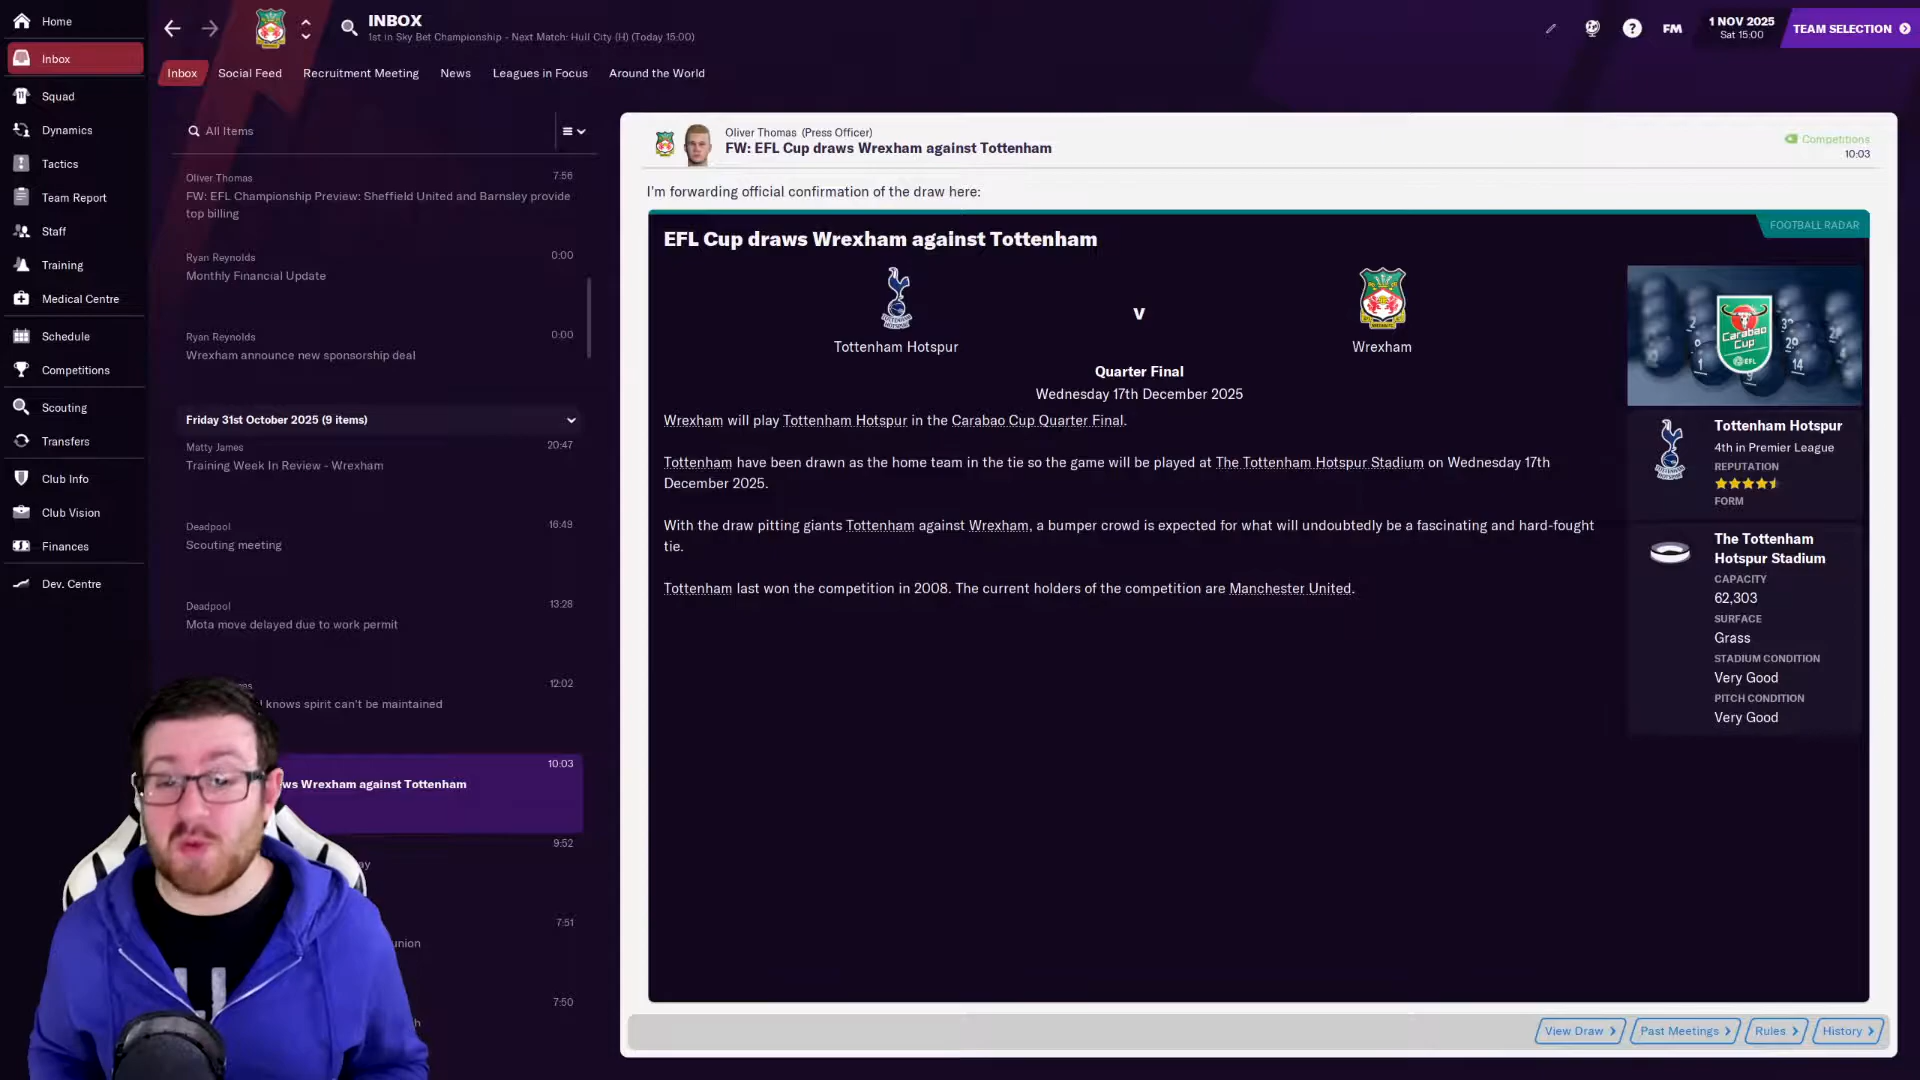 Home
Inbox
Squad
Dynamics
Tactics
Team Report
Staff
Training
Medical Centre
Schedule
Competitions
Scouting
Transfers
Club Info
Club Vision
Finances
Dev. Centre
INBOX
1st in Sky Bet Championship - Next Match: Hull City (H) (Today 15:00)
FM
1 NOV 2025
Sat 15:00
TEAM SELECTION
Inbox
Social Feed
Recruitment Meeting
News
Leagues in Focus
Around the World
All Items
Oliver Thomas
7:56
FW: EFL Championship Preview: Sheffield United and Barnsley provide
top billing
Ryan Reynolds
0:00
Monthly Financial Update
Ryan Reynolds
0:00
Wrexham announce new sponsorship deal
Friday 31st October 2025 (9 items)
Matty James
20:47
Training Week In Review - Wrexham
Deadpool
16:49
Scouting meeting
Deadpool
13:28
Mota move delayed due to work permit
12:02
knows spirit can't be maintained
10:03
Wrexham against Tottenham
9:52
7:51
7:50
Oliver Thomas (Press Officer)
FW: EFL Cup draws Wrexham against Tottenham
Competitions
10:03
I'm forwarding official confirmation of the draw here:
FOOTBALL RADAR
EFL Cup draws Wrexham against Tottenham
TOTTENHAM
HOTSPUR
v
Tottenham Hotspur
Wrexham
Quarter Final
Wednesday 17th December 2025
Wrexham will play Tottenham Hotspur in the Carabao Cup Quarter Final.
Tottenham have been drawn as the home team in the tie so the game will be played at The Tottenham Hotspur Stadium on Wednesday 17th
December 2025.
With the draw pitting giants Tottenham against Wrexham, a bumper crowd is expected for what will undoubtedly be a fascinating and hard-fought
tie.
Tottenham last won the competition in 2008. The current holders of the competition are Manchester United.
Carabao
Cup
EFL
Tottenham Hotspur
4th in Premier League
REPUTATION
FORM
The Tottenham
Hotspur Stadium
CAPACITY
62,303
SURFACE
Grass
STADIUM CONDITION
Very Good
PITCH CONDITION
Very Good
View Draw
Past Meetings
Rules
History